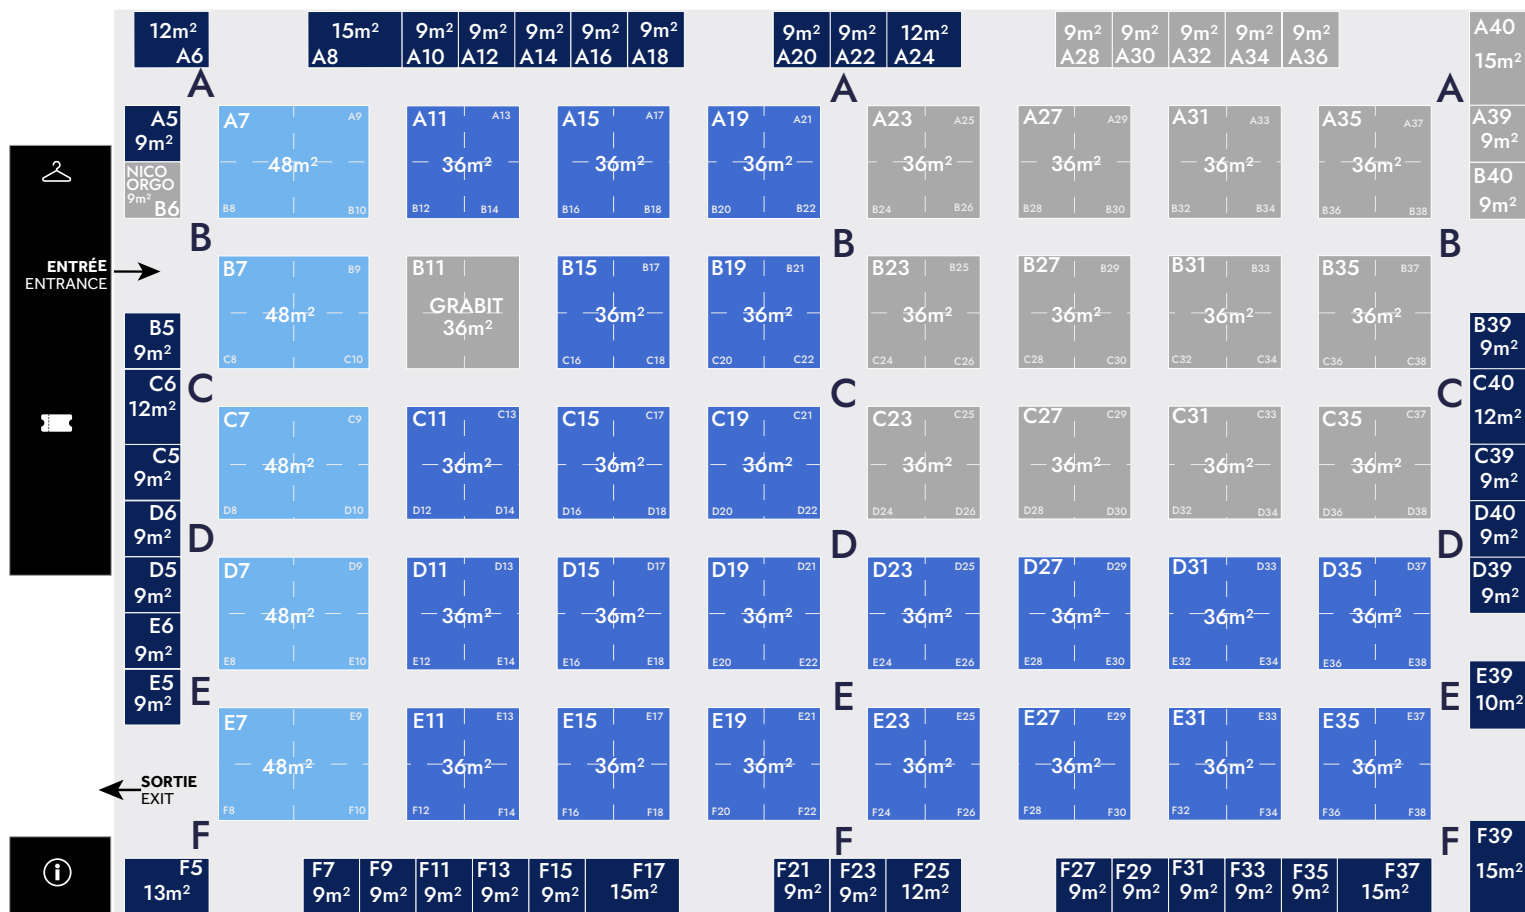 12m² 15m² 9m² 9m² 9m² 9m² 9m² 9m² 9m² 12m² 9m² 9m² 9m² 9m² 9m² A40
A6 A8 A10 A12 A14 A16 A18 A20 A22 A24 A28 A30 A32 A34 A36 15m²
A A A
A5 A7 A9 A11 A13 A15 A17 A19 A21 A23 A25 A27 A29 A31 A33 A35 A37 A39
9m² 9m²
48m² 36m² 36m² 36m² 36m² 36m² 36m² 36m²
NICO B40
ORGO
9m² B6 9m²
B8 B10 B12 B14 B16 B18 B20 B22 B24 B26 B28 B30 B32 B34 B36 B38
B B B
ENTRÉE B7 B9 B11 B15 B17 B19 B21 B23 B25 B27 B29 B31 B33 B35 B37
ENTRANCE
GRABIT
48m² 36m² 36m² 36m² 36m² 36m² 36m² 36m²
B5 B39
9m² 9m²
C8 C10 C16 C18 C20 C22 C24 C26 C28 C30 C32 C34 C36 C38
C6 C C C C40
12m² 12m²
C7 C9 C11 C13 C15 C17 C19 C21 C23 C25 C27 C29 C31 C33 C35 C37
C5 48m² 36m² 36m² 36m² 36m² 36m² 36m² 36m² C39
9m² 9m²
D8 D10 D12 D14 D16 D18 D20 D22 D24 D26 D28 D30 D32 D34 D36 D38
D6 D40
9m² D D D 9m²
D5 D7 D9 D11 D13 D15 D17 D19 D21 D23 D25 D27 D29 D31 D33 D35 D37 D39
9m² 9m²
48m² 36m² 36m² 36m² 36m² 36m² 36m² 36m²
E6
9m²
E8 E10 E12 E14 E16 E18 E20 E22 E24 E26 E28 E30 E32 E34 E36 E38
E5 E E E E39
9m² 10m²
E7 E9 E11 E13 E15 E17 E19 E21 E23 E25 E27 E29 E31 E33 E35 E37
48m² 36m² 36m² 36m² 36m² 36m² 36m² 36m²
SORTIE
EXIT
F8 F10 F12 F14 F16 F18 F20 F22 F24 F26 F28 F30 F32 F34 F36 F38
F F F F39
F5 F7 F9 F11 F13 F15 F17 F21 F23 F25 F27 F29 F31 F33 F35 F37
13m² 9m² 9m² 9m² 9m² 9m² 15m² 9m² 9m² 12m² 9m² 9m² 9m² 9m² 9m² 15m² 15m²